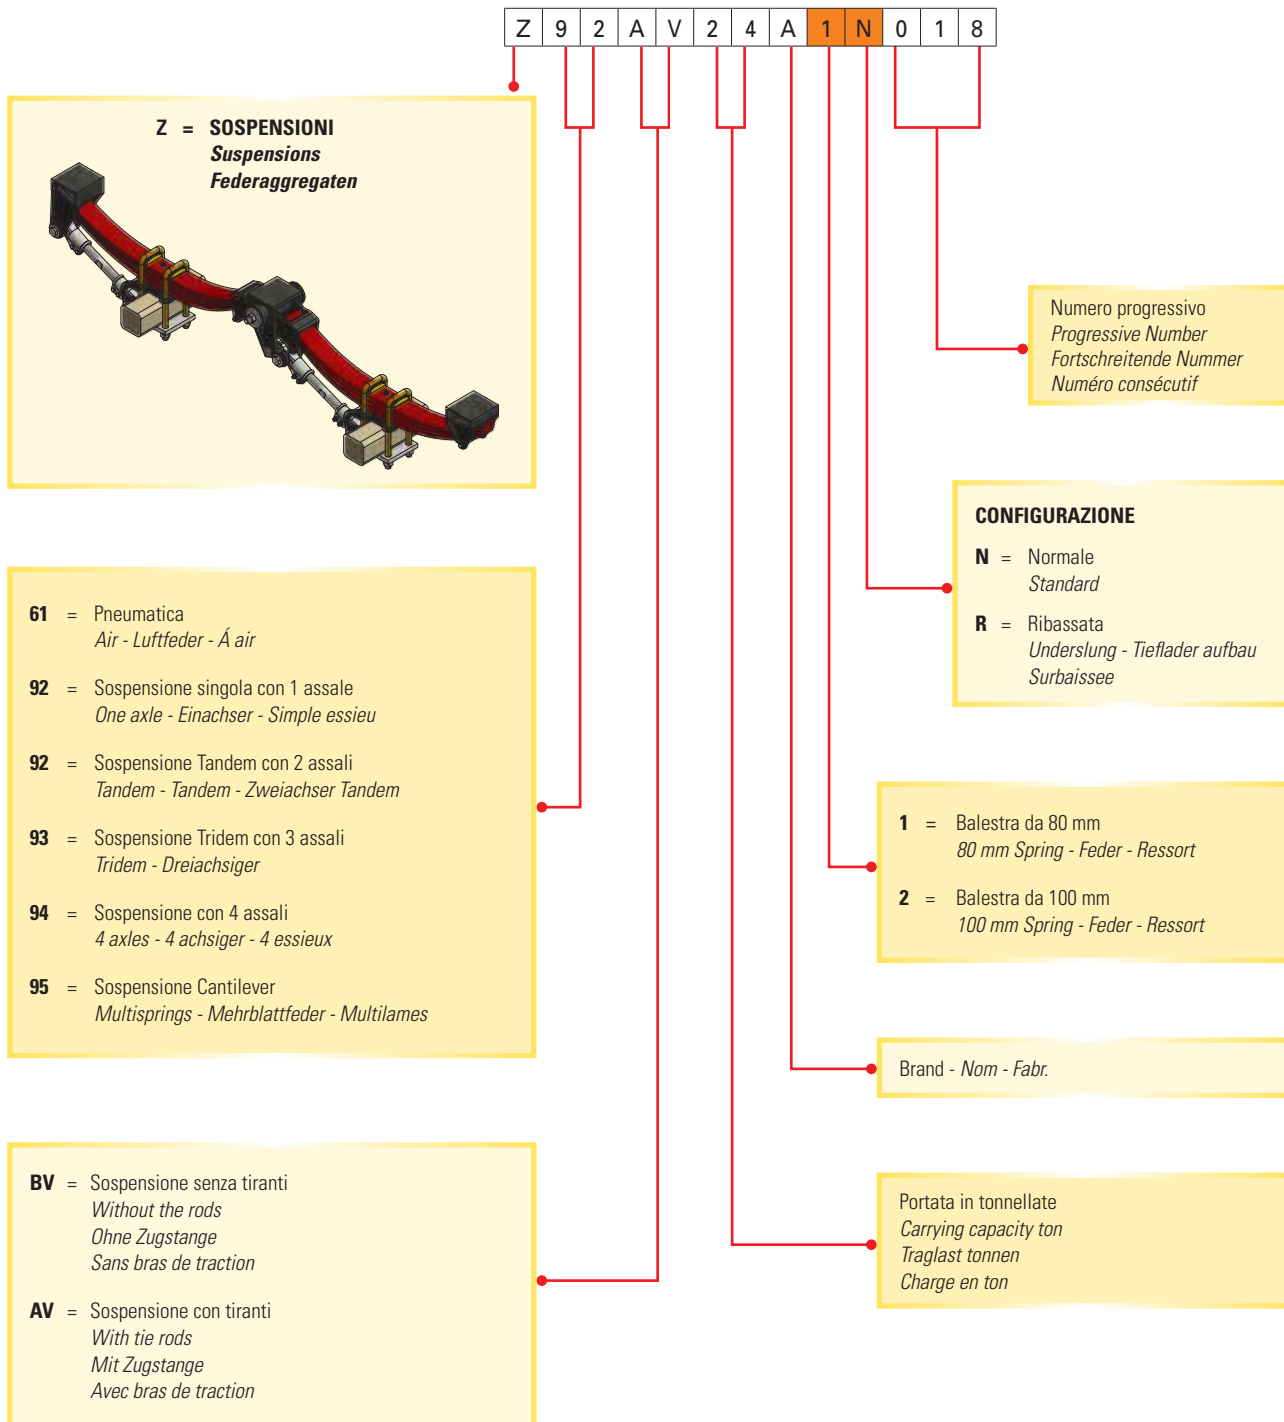 Z 9 2 A V 2 4 A 1 N 0 1 8
Z = SOSPENSIONI
Suspensions
Federaggregaten
Numero progressivo
Progressive Number
Fortschreitende Nummer
Numéro consécutif
CONFIGURAZIONE
N = Normale
Standard
R = Ribassata
Underslung - Tieflader aufbau
Surbaissee
61 = Pneumatica
Air - Luftfeder - Á air
92 = Sospensione singola con 1 assale
One axle - Einachser - Simple essieu
92 = Sospensione Tandem con 2 assali
Tandem - Tandem - Zweiachser Tandem
93 = Sospensione Tridem con 3 assali
Tridem - Dreiachsiger
94 = Sospensione con 4 assali
4 axles - 4 achsiger - 4 essieux
95 = Sospensione Cantilever
Multisprings - Mehrblattfeder - Multilames
1 = Balestra da 80 mm
80 mm Spring - Feder - Ressort
2 = Balestra da 100 mm
100 mm Spring - Feder - Ressort
Brand - Nom - Fabr.
BV = Sospensione senza tiranti
Without the rods
Ohne Zugstange
Sans bras de traction
AV = Sospensione con tiranti
With tie rods
Mit Zugstange
Avec bras de traction
Portata in tonnellate
Carrying capacity ton
Traglast tonnen
Charge en ton